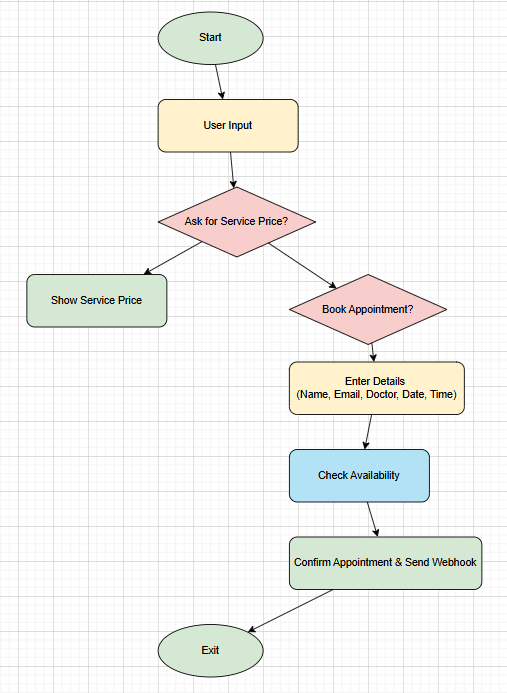 Start
User Input
Ask for Service Price?
Show Service Price
Book Appointment?
Enter Details
(Name, Email, Doctor, Date, Time)
Check Availability
Confirm Appointment & Send Webhook
Exit